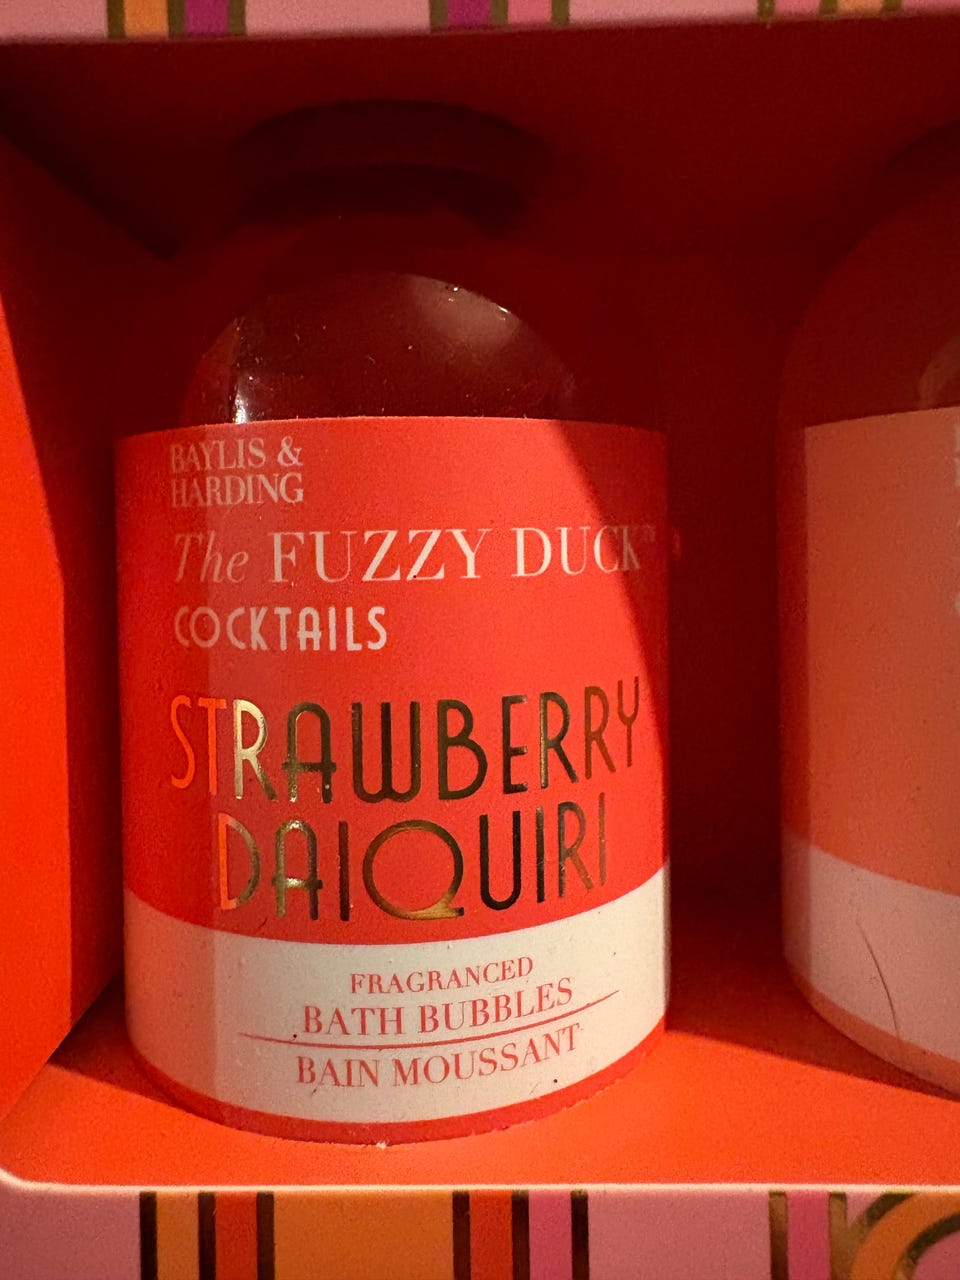 BAYLIS &
HARDING
The FUZZY DUCK™
COCKTAILS
STRAWBERRY
DAIQUIRI
FRAGRANCED
BATH BUBBLES
BAIN MOUSSANT